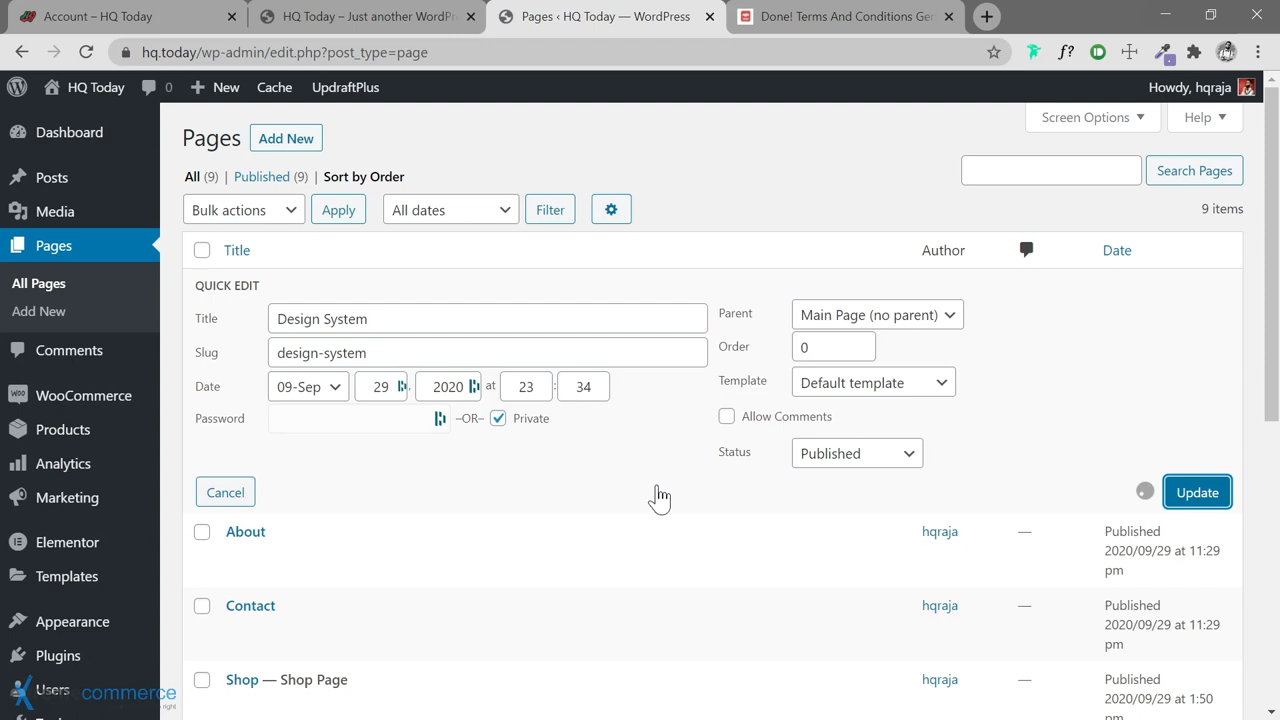 Account – HQ Today
HQ Today – Just another WordPr
Pages ‹ HQ Today — WordPress
Done! Terms And Conditions Ge
hq.today/wp-admin/edit.php?post_type=page
f?
HQ Today
0
New
Cache
UpdraftPlus
Howdy, hqraja
Dashboard
Posts
Media
Pages
All Pages
Add New
Comments
WooCommerce
Products
Analytics
Marketing
Elementor
Templates
Appearance
Plugins
Users
commerce
Pages
Add New
Screen Options
Help
All (9) | Published (9) | Sort by Order
Search Pages
Bulk actions
Apply
All dates
Filter
9 items
Title
Author
Date
QUICK EDIT
Title
Design System
Slug
design-system
Date
09-Sep
29
,
2020
at
23
:
34
Password
–OR–
Private
Parent
Main Page (no parent)
Order
0
Template
Default template
Allow Comments
Status
Published
Cancel
Update
About
hqraja
—
Published
2020/09/29 at 11:29
pm
Contact
hqraja
—
Published
2020/09/29 at 11:29
pm
Shop — Shop Page
hqraja
—
Published
2020/09/29 at 1:50
pm